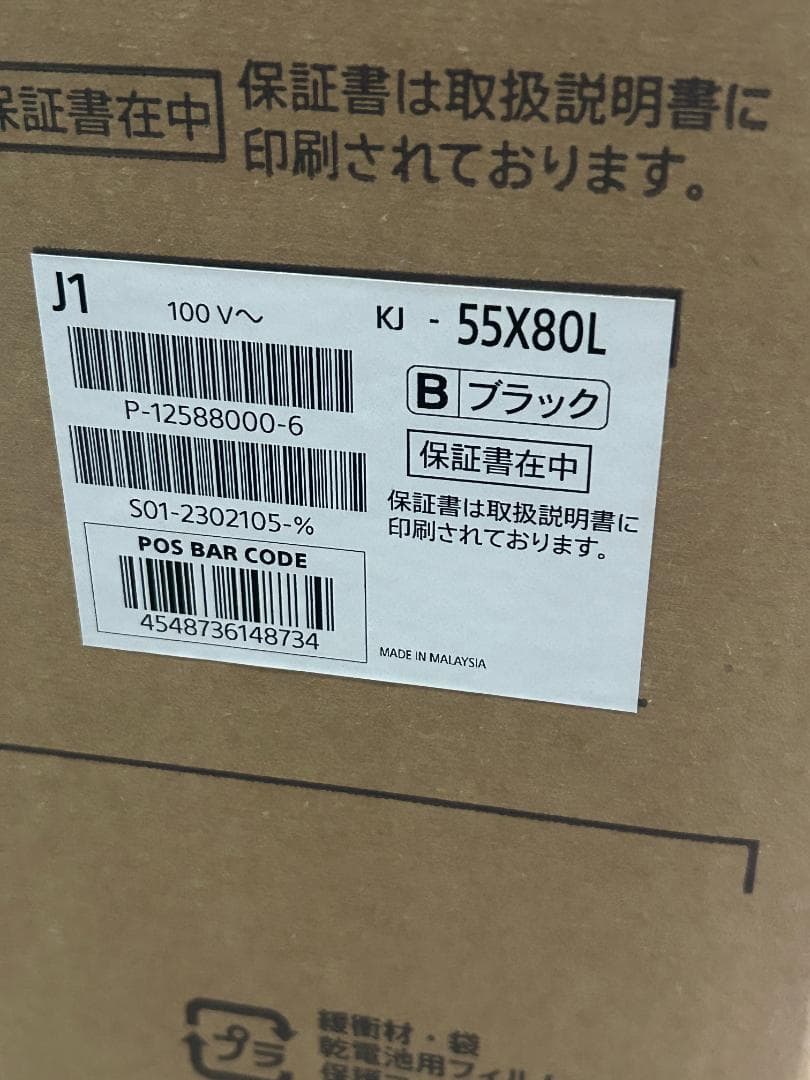 保証書在中
保証書は取扱説明書に
印刷されております。
J1
100 V～
KJ - 55X80L
P-12588000-6
B ブラック
S01-2302105-%
保証書在中
保証書は取扱説明書に
印刷されております。
POS BAR CODE
4548736148734
MADE IN MALAYSIA
プラ
緩衝材・袋
乾電池用フィルム